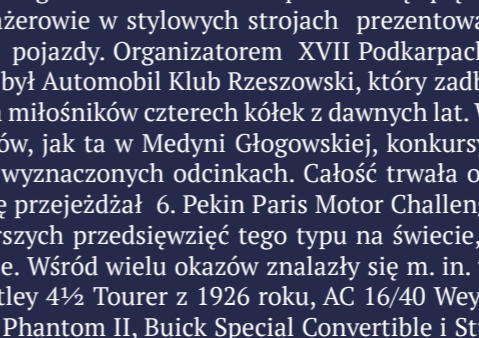 ażerowie w stylowych strojach prezentowa
pojazdy. Organizatorem XVII Podkarpack
był Automobil Klub Rzeszowski, który zadb
miłośników czterech kółek z dawnych lat.
ów, jak ta w Medyni Głogowskiej, konkursy
wyznaczonych odcinkach. Całość trwała o
ę przejeżdżał 6. Pekin Paris Motor Challeng
rszych przedsięwzięć tego typu na świecie,
e. Wśród wielu okazów znalazły się m. in.
tley 4½ Tourer z 1926 roku, AC 16/40 Wey
Phantom II, Buick Special Convertible i St